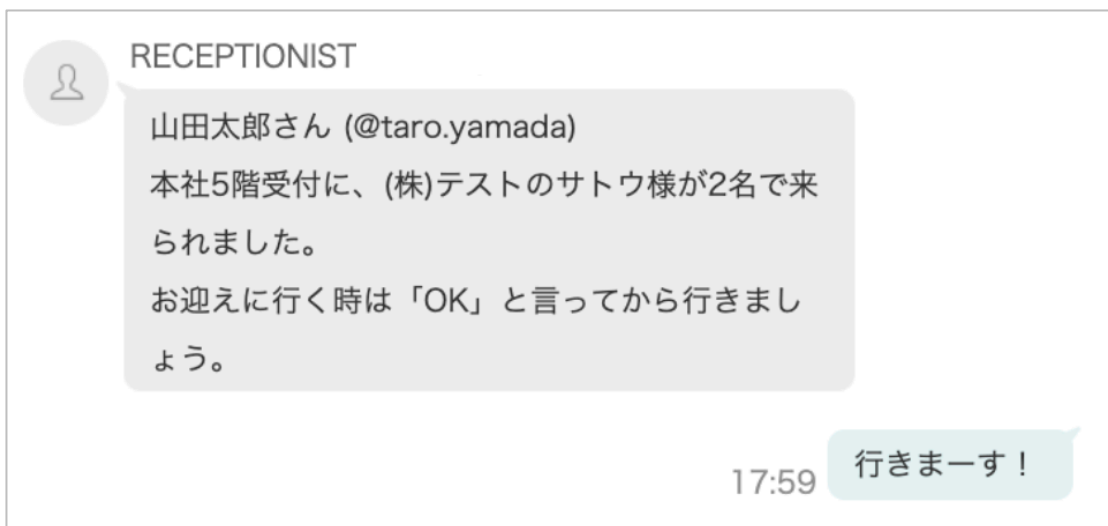 RECEPTIONIST
山田太郎さん (@taro.yamada)
本社5階受付に、(株)テストのサトウ様が2名で来
られました。
お迎えに行く時は「OK」と言ってから行きまし
ょう。
行きまーす！
17:59